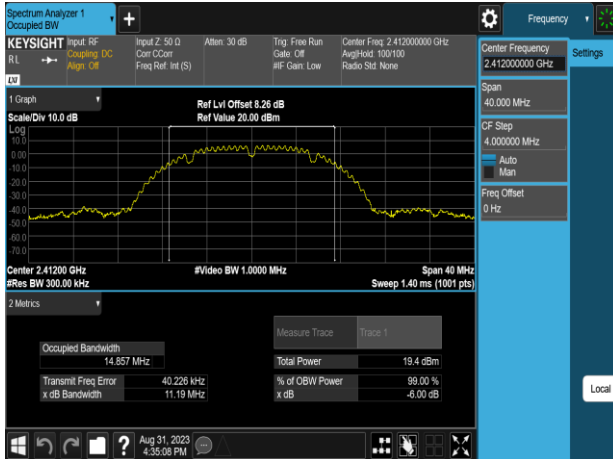 Spectrum Analyzer 1
Occupied BW
KEYSIGHT
RL
LXI
Input: RF
Coupling: DC
Align: Off
Input Z: 50 Ω
Corr CCorr
Freq Ref: Int (S)
Atten: 30 dB
Trig: Free Run
Gate: Off
#IF Gain: Low
Center Freq: 2.412000000 GHz
Avg|Hold: 100/100
Radio Std: None
1 Graph
Scale/Div 10.0 dB
Ref Lvl Offset 8.26 dB
Ref Value 20.00 dBm
Log
10.0
0.00
-10.0
-20.0
-30.0
-40.0
-50.0
-60.0
-70.0
Center 2.41200 GHz
#Video BW 1.0000 MHz
Span 40 MHz
#Res BW 300.00 kHz
Sweep 1.40 ms (1001 pts)
2 Metrics
Measure Trace
Trace 1
Occupied Bandwidth
14.857 MHz
Total Power
19.4 dBm
Transmit Freq Error
40.226 kHz
% of OBW Power
99.00 %
x dB Bandwidth
11.19 MHz
x dB
-6.00 dB
?
Aug 31, 2023
4:35:08 PM
Frequency
Settings
Center Frequency
2.412000000 GHz
Span
40.000 MHz
CF Step
4.000000 MHz
Auto
Man
Freq Offset
0 Hz
Local